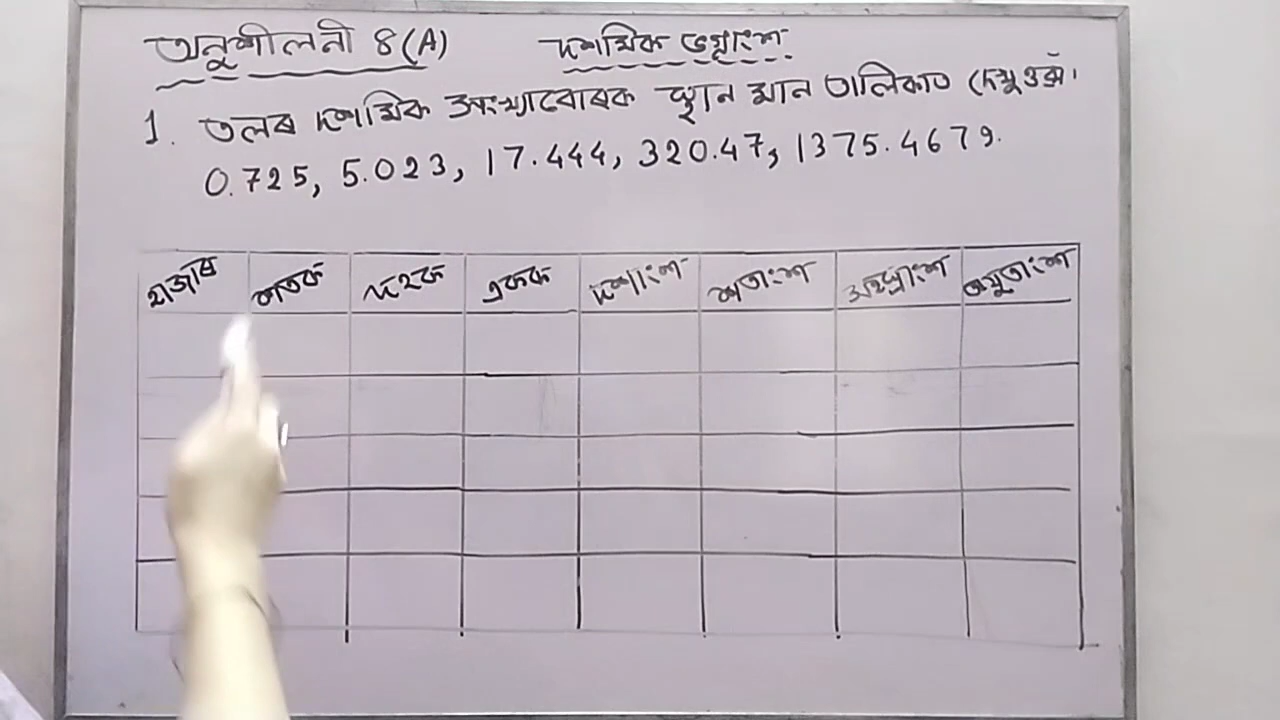 অনুশীলনী ৪(A) দশমিক ভগ্নাংশ
1. তলৰ দশমিক সংখ্যাবোৰক স্থান মান তালিকাত দেখুওৱাঁ।
0.725, 5.023, 17.444, 320.47, 1375.4679.
হাজাৰ শতক দহক একক দশাংশ শতাংশ সহস্ৰাংশ অযুতাংশ